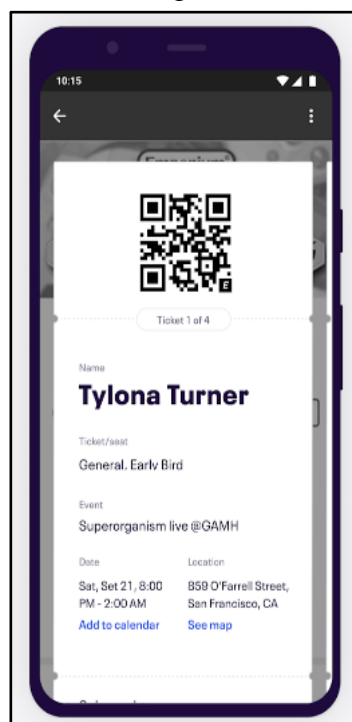 10:15
Emporium
Ticket 1 of 4
Name
Tylona Turner
Ticket/seat
General, Early Bird
Event
Superorganism live @GAMH
Date
Location
Sat, Set 21, 8:00
PM - 2:00 AM
859 O'Farrell Street,
San Francisco, CA
Add to calendar
See map